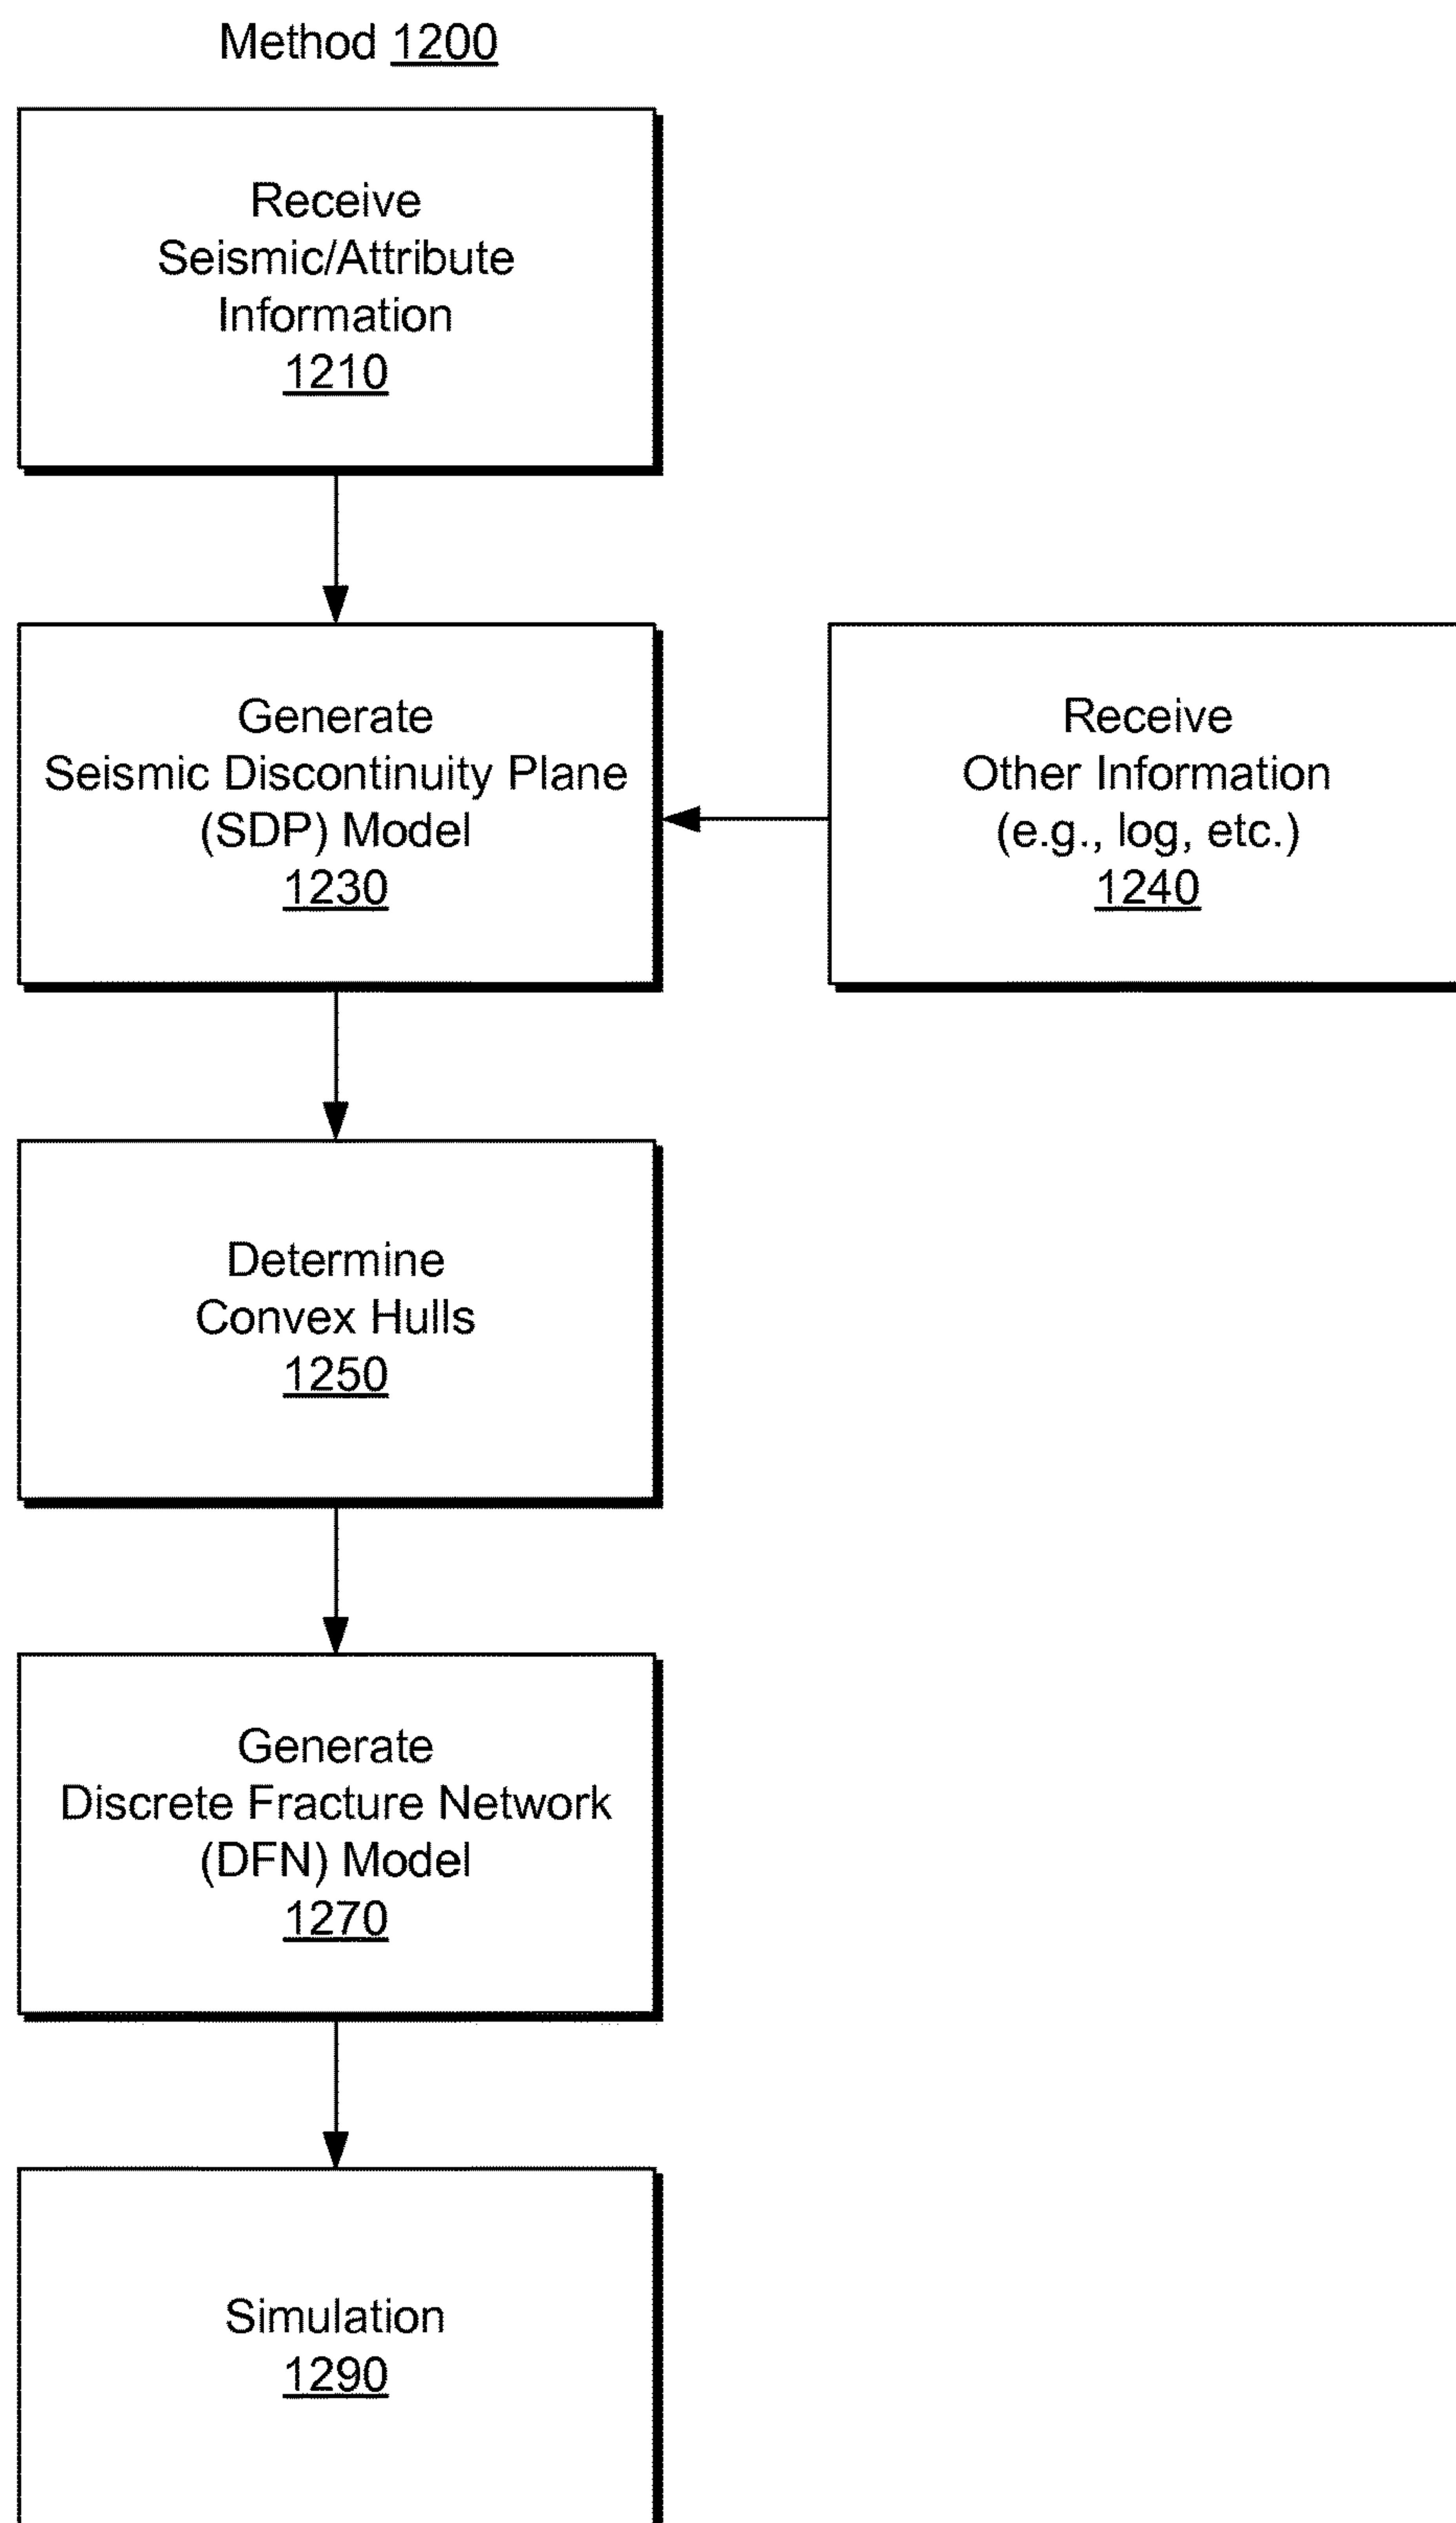 Method 1200
Receive
Seismic/Attribute
Information
1210
Generate
Seismic Discontinuity Plane
(SDP) Model
1230
Receive
Other Information
(e.g., log, etc.)
1240
Determine
Convex Hulls
1250
Generate
Discrete Fracture Network
(DFN) Model
1270
Simulation
1290